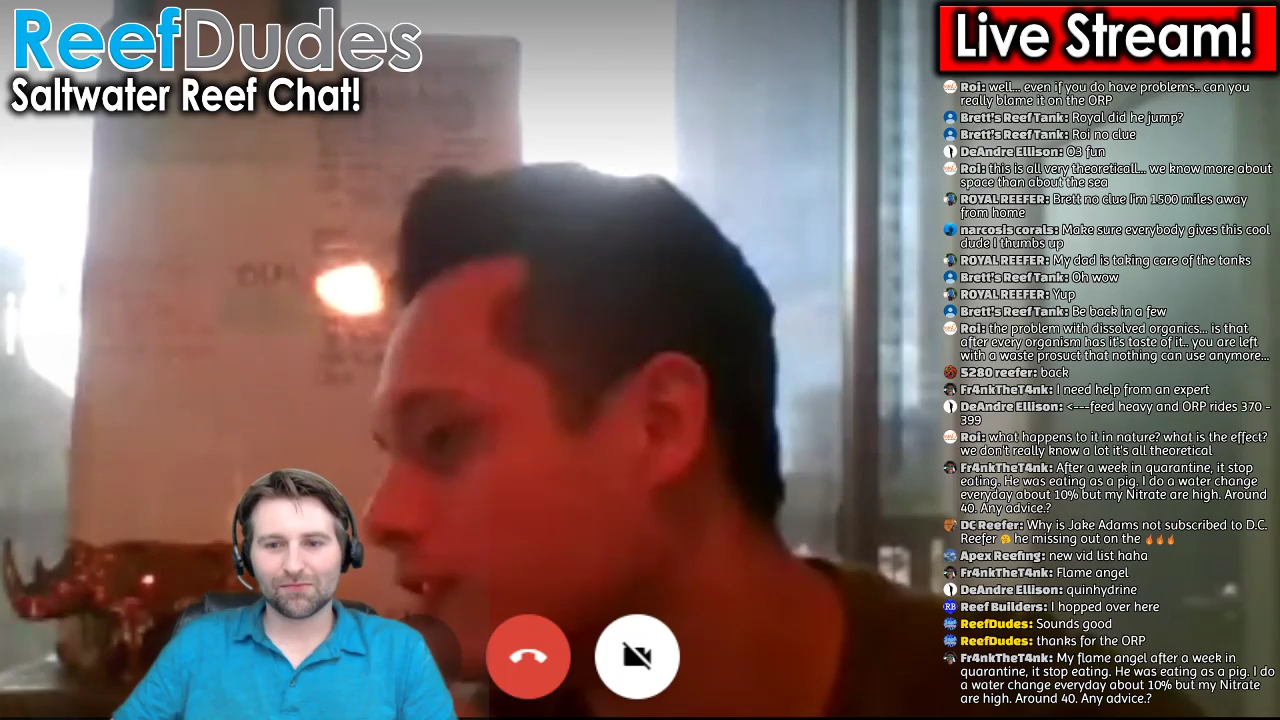 ReefDudes
Saltwater Reef Chat!
Live Stream!
Roi: well... even if you do have problems.. can you
really blame it on the ORP
Brett's Reef Tank: Royal did he jump?
Brett's Reef Tank: Roi no clue
DeAndre Ellison: O3 fun
Roi: this is all very theoreticall... we know more about
space than about the sea
ROYAL REEFER: Brett no clue I'm 1500 miles away
from home
narcosis corals: Make sure everybody gives this cool
dude I thumbs up
ROYAL REEFER: My dad is taking care of the tanks
Brett's Reef Tank: Oh wow
ROYAL REEFER: Yup
Brett's Reef Tank: Be back in a few
Roi: the problem with dissolved organics... is that
after every organism has it's taste of it.. you are left
with a waste prosuct that nothing can use anymore...
5280 reefer: back
Fr4nkTheT4nk: I need help from an expert
DeAndre Ellison: <---feed heavy and ORP rides 370 -
399
Roi: what happens to it in nature? what is the effect?
we don't really know a lot it's all theoretical
Fr4nkTheT4nk: After a week in quarantine, it stop
eating. He was eating as a pig. I do a water change
everyday about 10% but my Nitrate are high. Around
40. Any advice.?
DC Reefer: Why is Jake Adams not subscribed to D.C.
Reefer 🤔 he missing out on the 🔥🔥🔥
Apex Reefing: new vid list haha
Fr4nkTheT4nk: Flame angel
DeAndre Ellison: quinhydrine
RB Reef Builders: I hopped over here
ReefDudes: Sounds good
ReefDudes: thanks for the ORP
Fr4nkTheT4nk: My flame angel after a week in
quarantine, it stop eating. He was eating as a pig. I do
a water change everyday about 10% but my Nitrate
are high. Around 40. Any advice.?